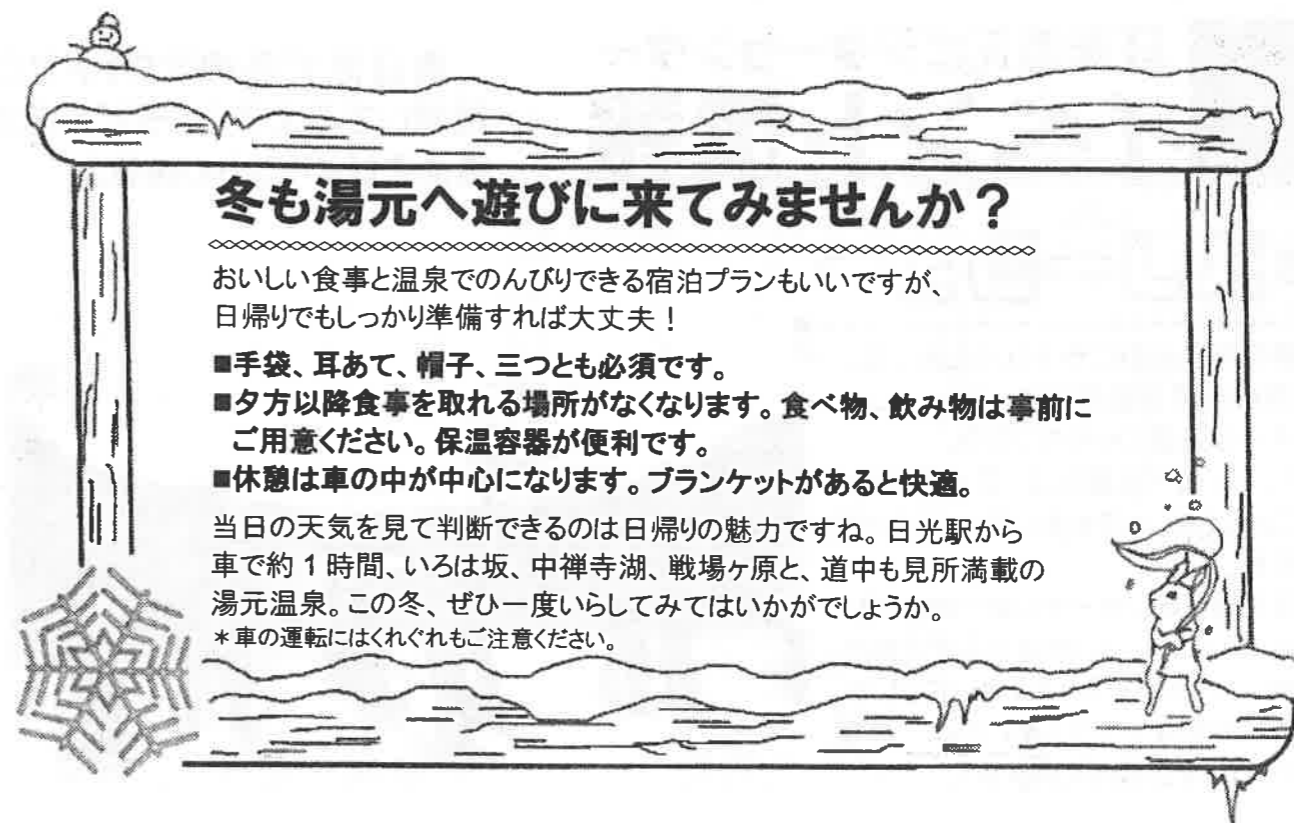 冬も湯元へ遊びに来てみませんか？
おいしい食事と温泉でのんびりできる宿泊プランもいいですが、
日帰りでもしっかり準備すれば大丈夫！
■手袋、耳あて、帽子、三つとも必須です。
■夕方以降食事を取れる場所がなくなります。食べ物、飲み物は事前に
ご用意ください。保温容器が便利です。
■休憩は車の中が中心になります。ブランケットがあると快適。
当日の天気を見て判断できるのは日帰りの魅力ですね。日光駅から
車で約１時間、いろは坂、中禅寺湖、戦場ヶ原と、道中も見所満載の
湯元温泉。この冬、ぜひ一度いらしてみてはいかがでしょうか。
＊車の運転にはくれぐれもご注意ください。